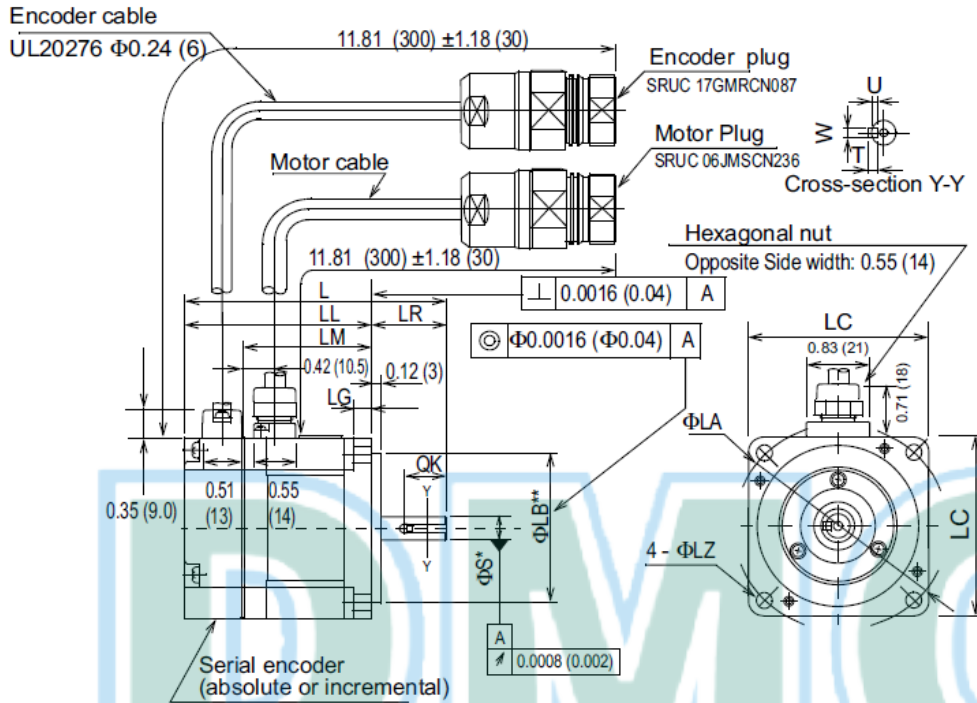 Encoder cable
UL20276 Φ0.24 (6)
11.81 (300) ±1.18 (30)
Encoder plug
SRUC 17GMRCN087
Motor cable
Motor Plug
SRUC 06JMSCN236
U
W
T
Cross-section Y-Y
11.81 (300) ±1.18 (30)
Hexagonal nut
Opposite Side width: 0.55 (14)
L
⊥ 0.0016 (0.04) A
LL
LR
LC
◎ Φ0.0016 (Φ0.04) A
LM
0.83 (21)
0.42 (10.5)
0.12 (3)
0.71 (18)
LG
ΦLA
QK
Y
0.35 (9.0)
0.51
(13)
0.55
(14)
ΦLB**
LC
ΦS*
Y
4 - ΦLZ
A
↗ 0.0008 (0.002)
Serial encoder
(absolute or incremental)
DMC